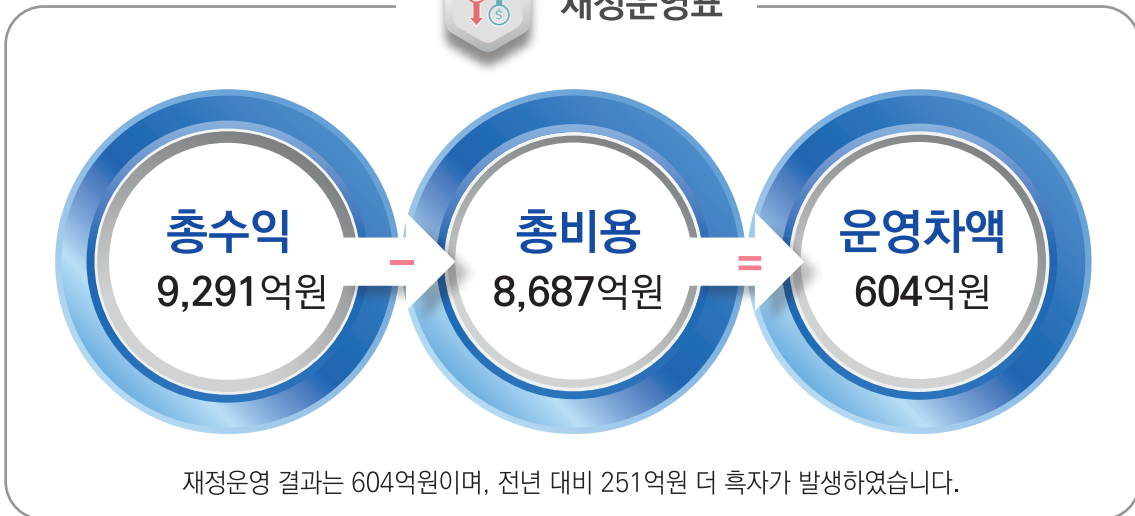 재정운영표
총수익
9,291억원
−
총비용
8,687억원
=
운영차액
604억원
재정운영 결과는 604억원이며, 전년 대비 251억원 더 흑자가 발생하였습니다.